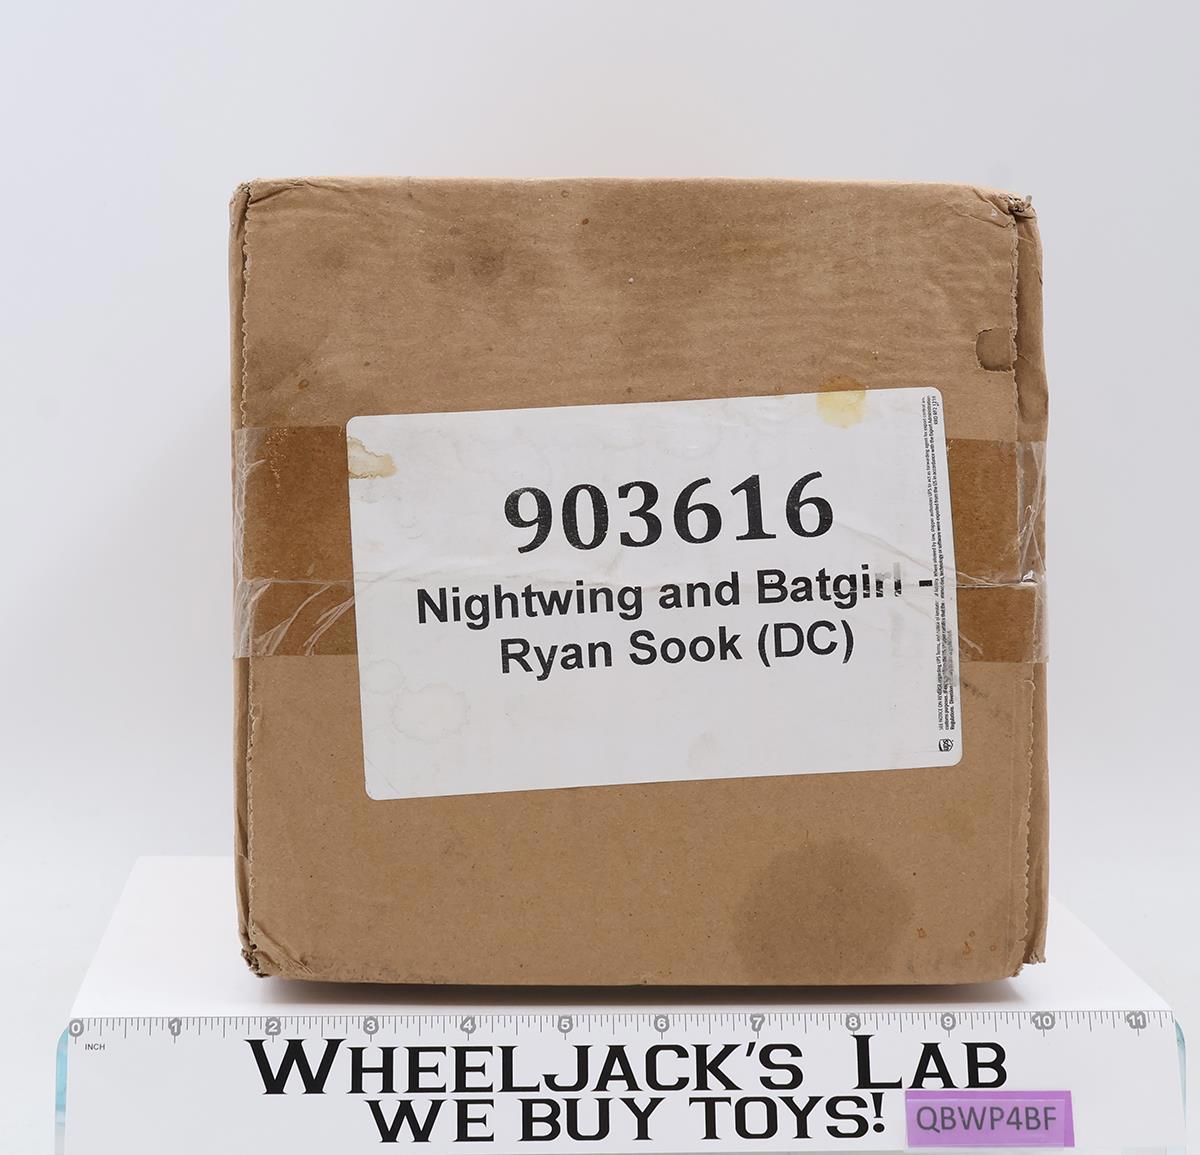 903616
Nightwing and Batgirl -
Ryan Sook (DC)
0 1 2 3 4 5 6 7 8 9 10 11
INCH
WHEELJACK'S LAB
WE BUY TOYS!
QBWP4BF